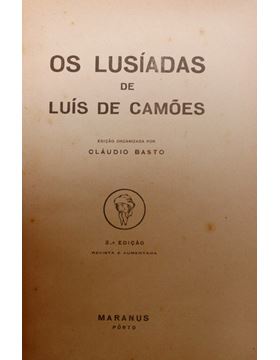 OS LUSÍADAS
DE
LUÍS DE CAMÕES
EDIÇÃO ORGANIZADA POR
CLÁUDIO BASTO
2.ª EDIÇÃO
REVISTA E AUMENTADA
MARANUS
PÔRTO